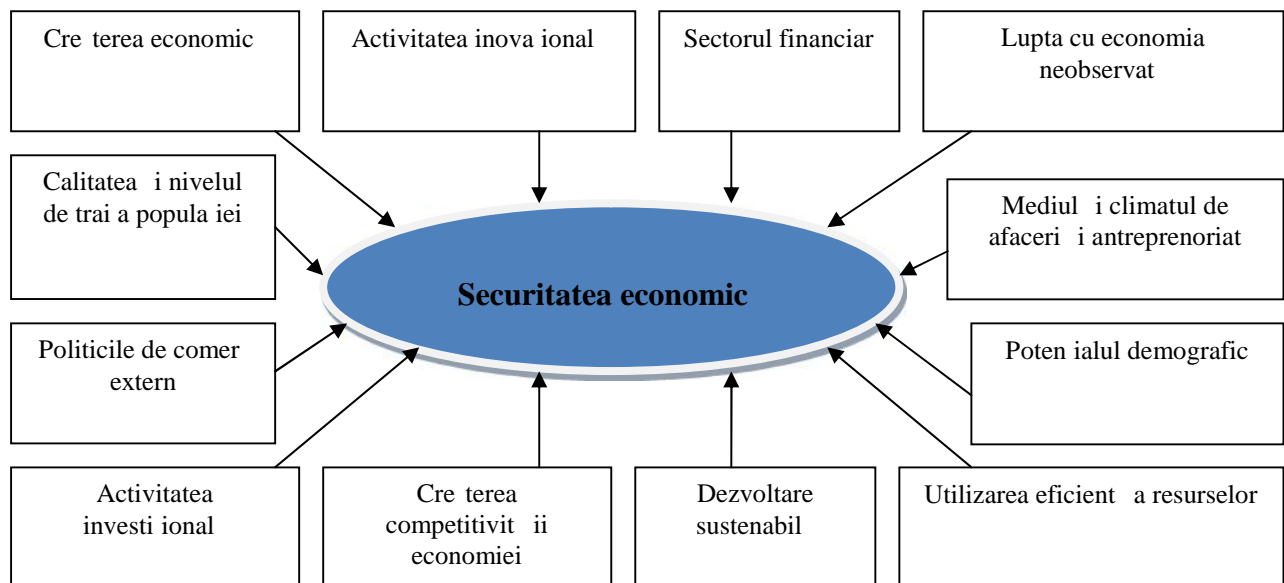 Cre terea economic
Activitatea inova ional
Sectorul financiar
Lupta cu economia
neobservat
Calitatea i nivelul
de trai a popula iei
Mediul i climatul de
afaceri i antreprenoriat
Securitatea economic
Politicile de comer
extern
Poten ialul demografic
Activitatea
investi ional
Cre terea
competitivit ii
economiei
Dezvoltare
sustenabil
Utilizarea eficient a resurselor